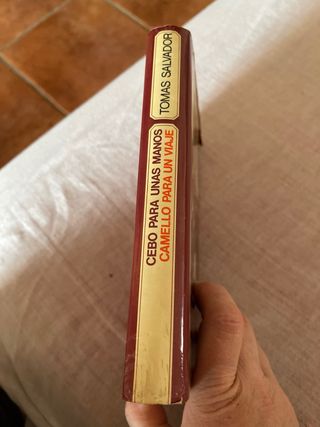 TOMAS SALVADOR
CEBO PARA UNAS MANOS
CAMELLO PARA UN VIAJE